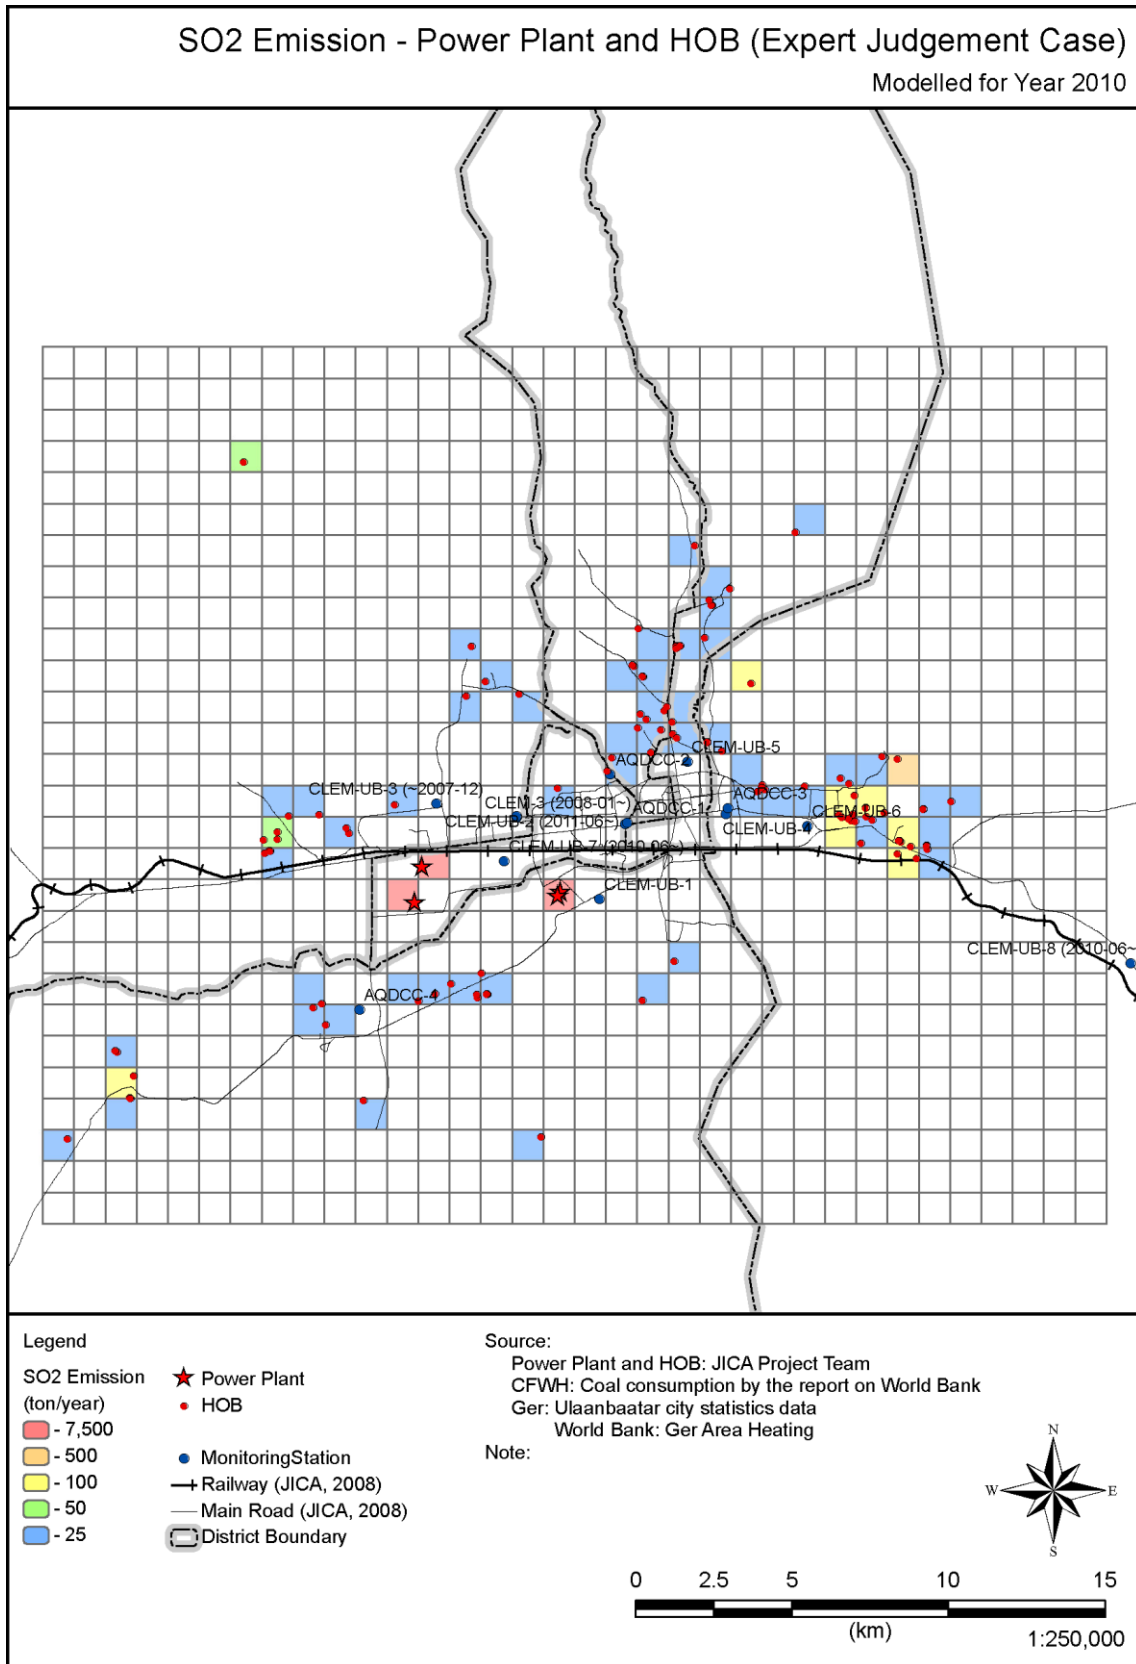 SO2 Emission - Power Plant and HOB (Expert Judgement Case)
Modelled for Year 2010
CLEM-UB-5
AQDCC-2
CLEM-UB-3 (~2007-12)
AQDCC-3
CLEM-3 (2008-01~)
AQDCC-1
CLEM-UB-6
CLEM-UB-2 (2011-06~)
CLEM-UB-4
CLEM-UB-7 (2010-06~)
CLEM-UB-1
CLEM-UB-8 (2010-06~
AQDCC-4
Legend
SO2 Emission
(ton/year)
- 7,500
- 500
- 100
- 50
- 25
Power Plant
HOB
MonitoringStation
Railway (JICA, 2008)
Main Road (JICA, 2008)
District Boundary
Source:
Power Plant and HOB: JICA Project Team
CFWH: Coal consumption by the report on World Bank
Ger: Ulaanbaatar city statistics data
World Bank: Ger Area Heating
Note:
N
W E
S
0 2.5 5 10 15
(km)
1:250,000